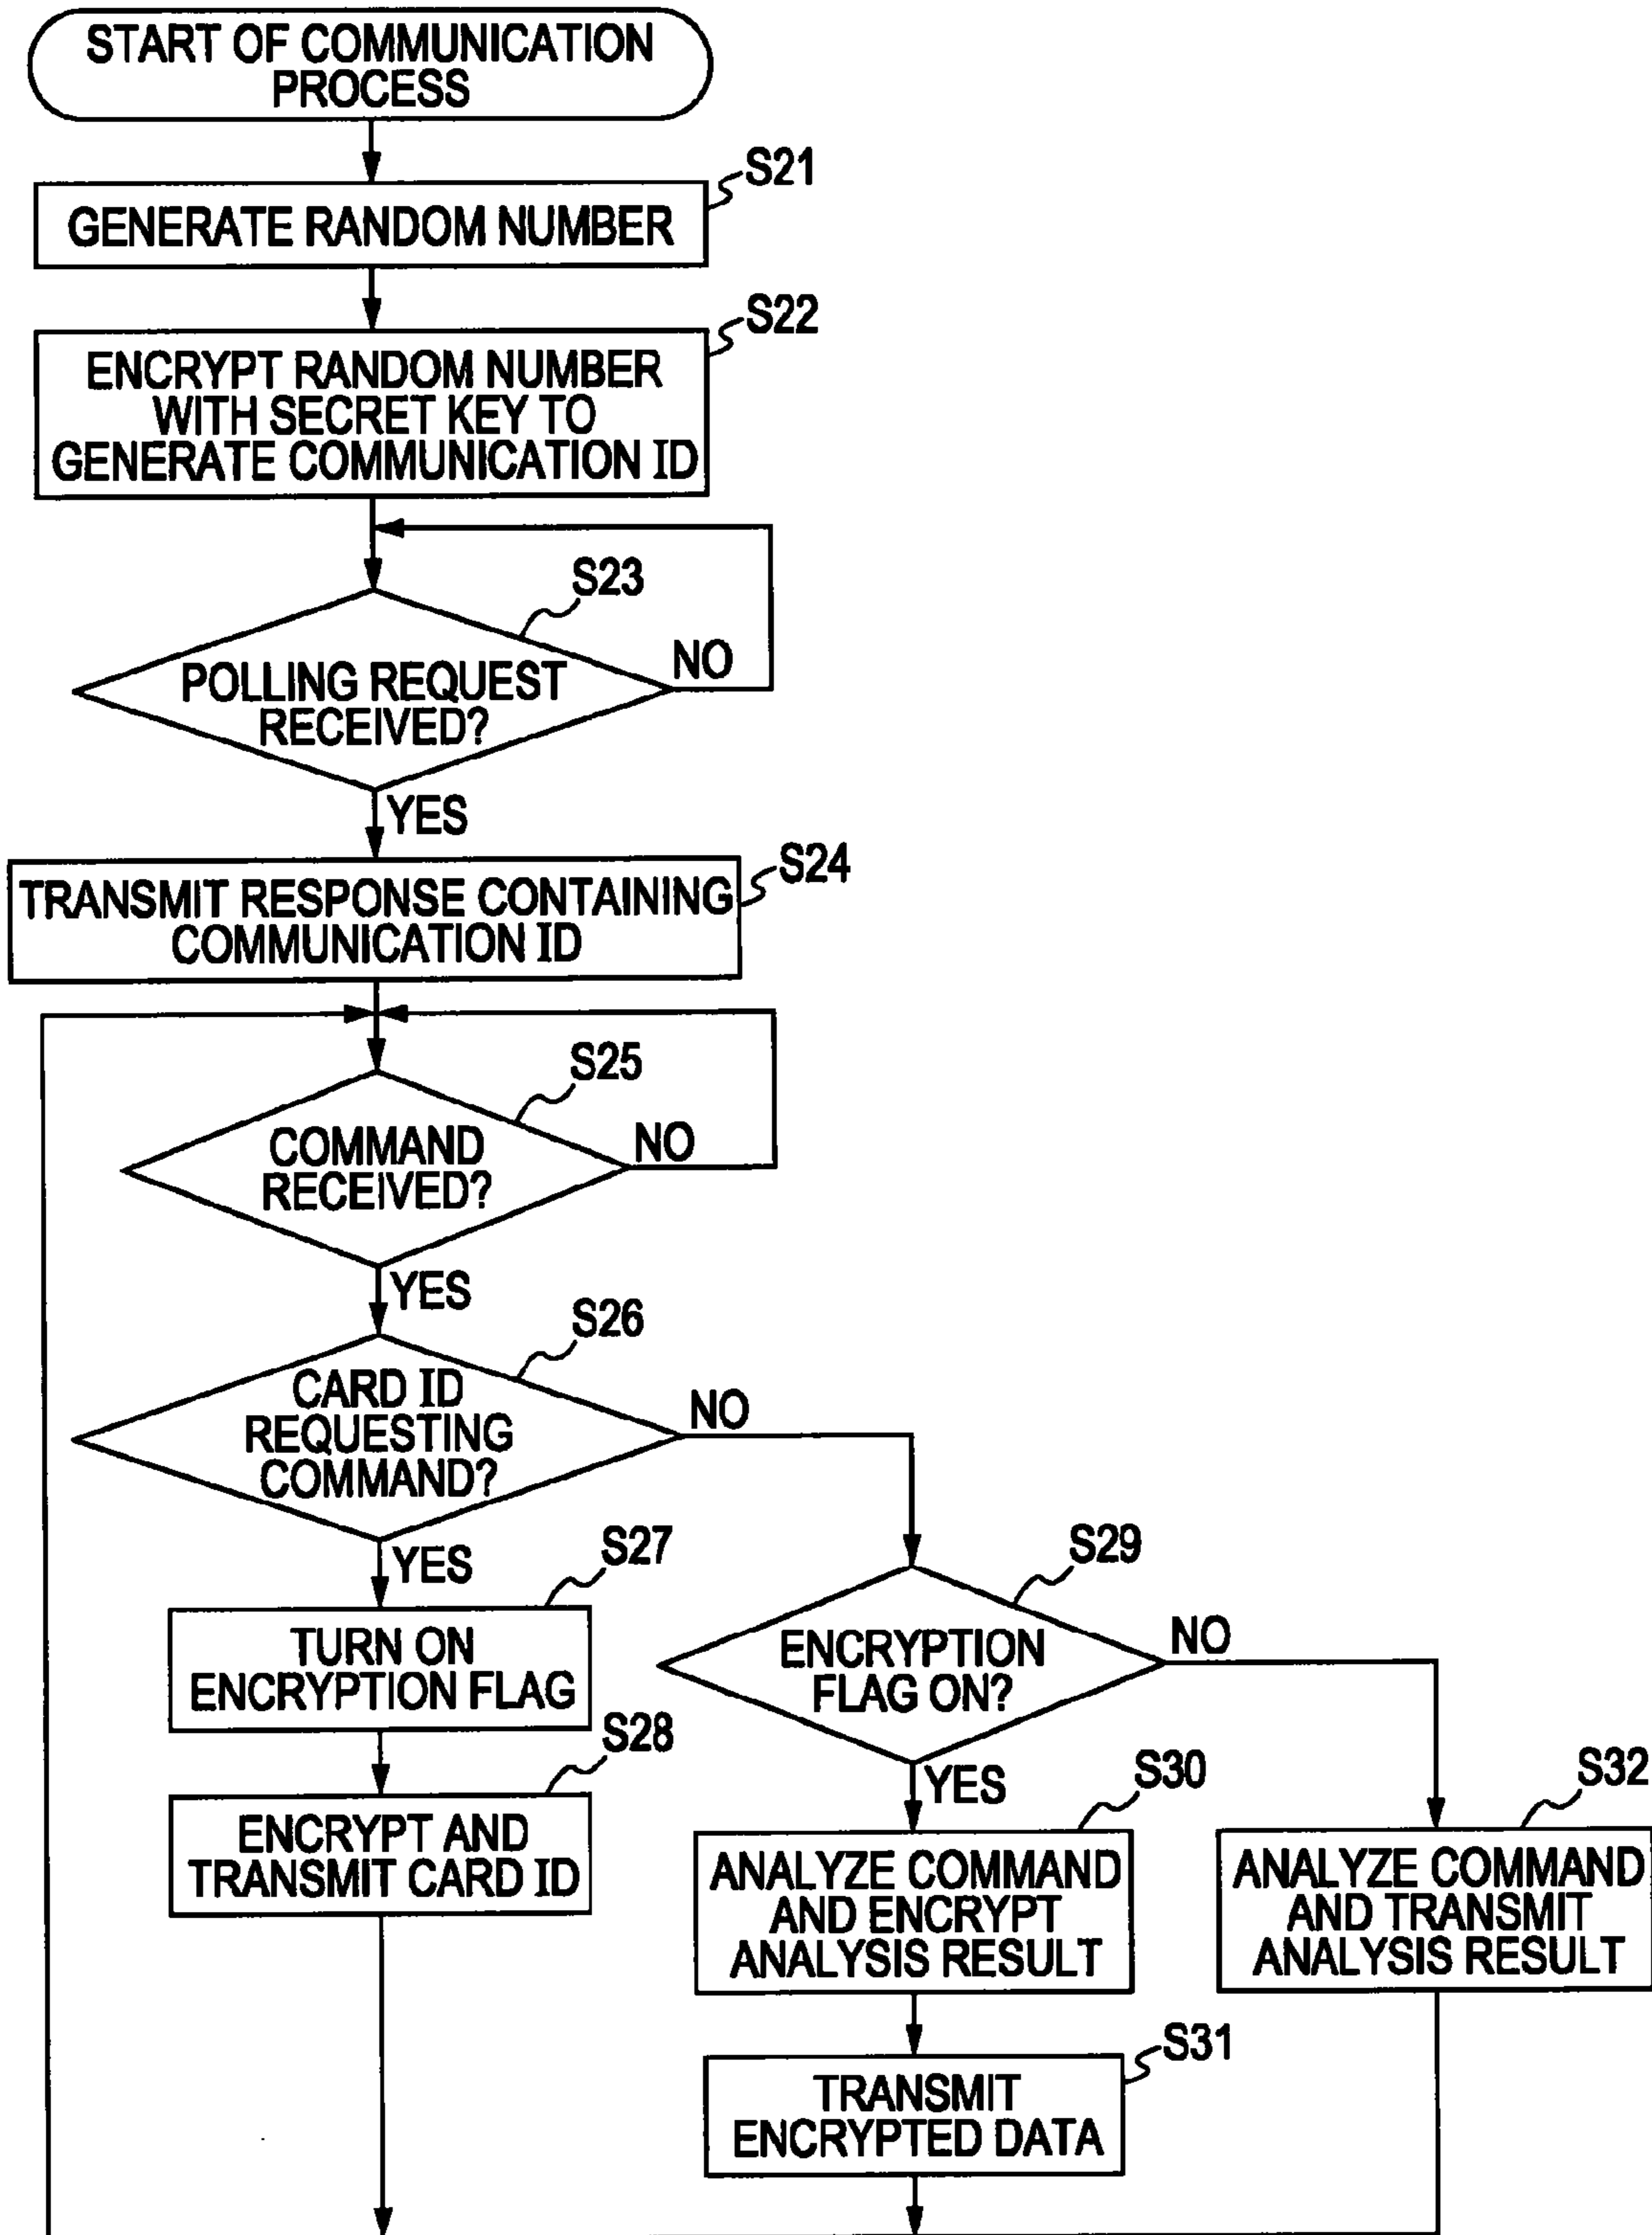 START OF COMMUNICATION
PROCESS
S21
GENERATE RANDOM NUMBER
S22
ENCRYPT RANDOM NUMBER
WITH SECRET KEY TO
GENERATE COMMUNICATION ID
S23
POLLING REQUEST
RECEIVED?
NO
YES
S24
TRANSMIT RESPONSE CONTAINING
COMMUNICATION ID
S25
COMMAND
RECEIVED?
NO
YES
S26
CARD ID
REQUESTING
COMMAND?
NO
YES
S27
TURN ON
ENCRYPTION FLAG
S28
ENCRYPT AND
TRANSMIT CARD ID
S29
ENCRYPTION
FLAG ON?
NO
YES
S30
ANALYZE COMMAND
AND ENCRYPT
ANALYSIS RESULT
S31
TRANSMIT
ENCRYPTED DATA
S32
ANALYZE COMMAND
AND TRANSMIT
ANALYSIS RESULT